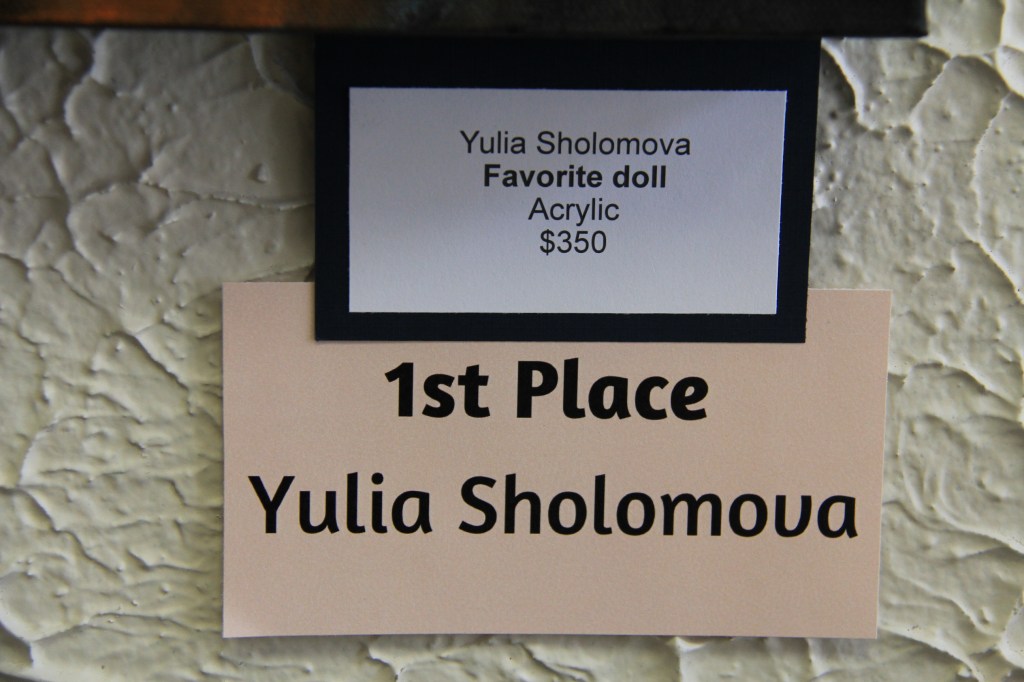 Yulia Sholomova
Favorite doll
Acrylic
$350
1st Place
Yulia Sholomova